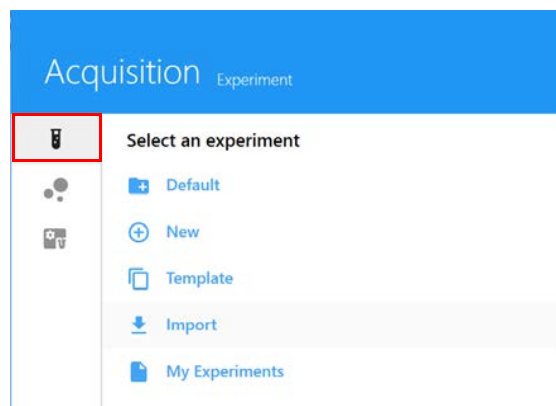 Acquisition Experiment
Select an experiment
Default
New
Template
Import
My Experiments